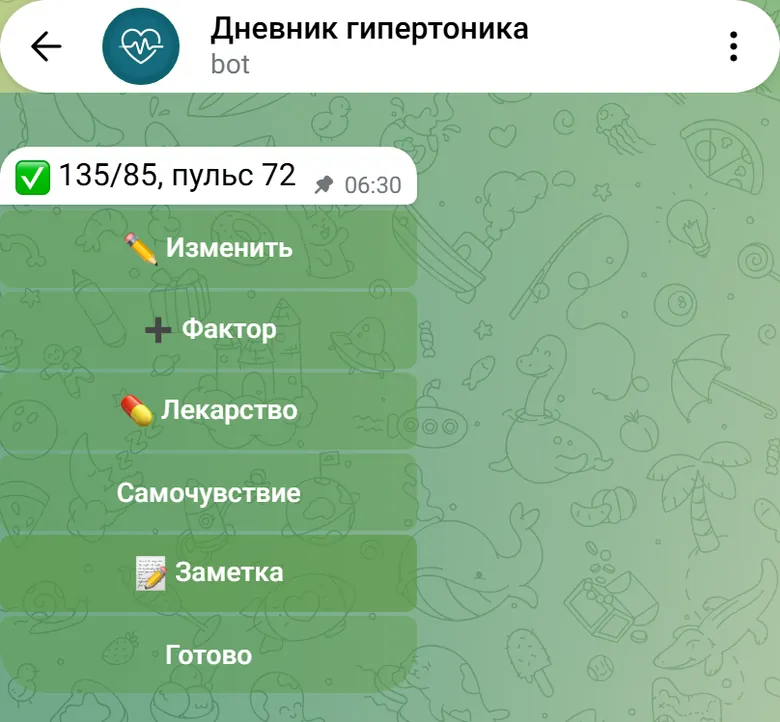 Дневник гипертоника
bot
✅ 135/85, пульс 72 06:30
✏️ Изменить
➕ Фактор
💊 Лекарство
Самочувствие
📝 Заметка
Готово